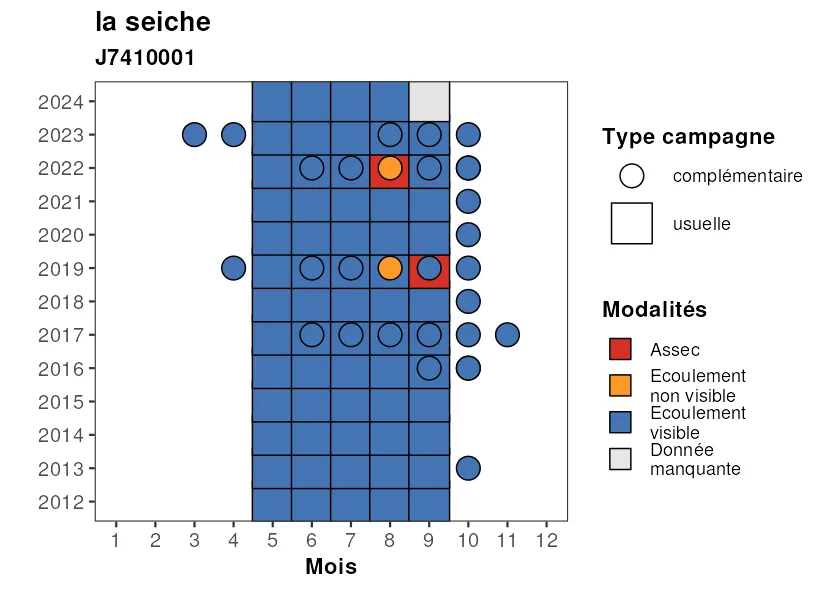 la seiche
J7410001
2024
2023
2022
2021
2020
2019
2018
2017
2016
2015
2014
2013
2012
1 2 3 4 5 6 7 8 9 10 11 12
Mois
Type campagne
complémentaire
usuelle
Modalités
Assec
Ecoulement
non visible
Ecoulement
visible
Donnée
manquante